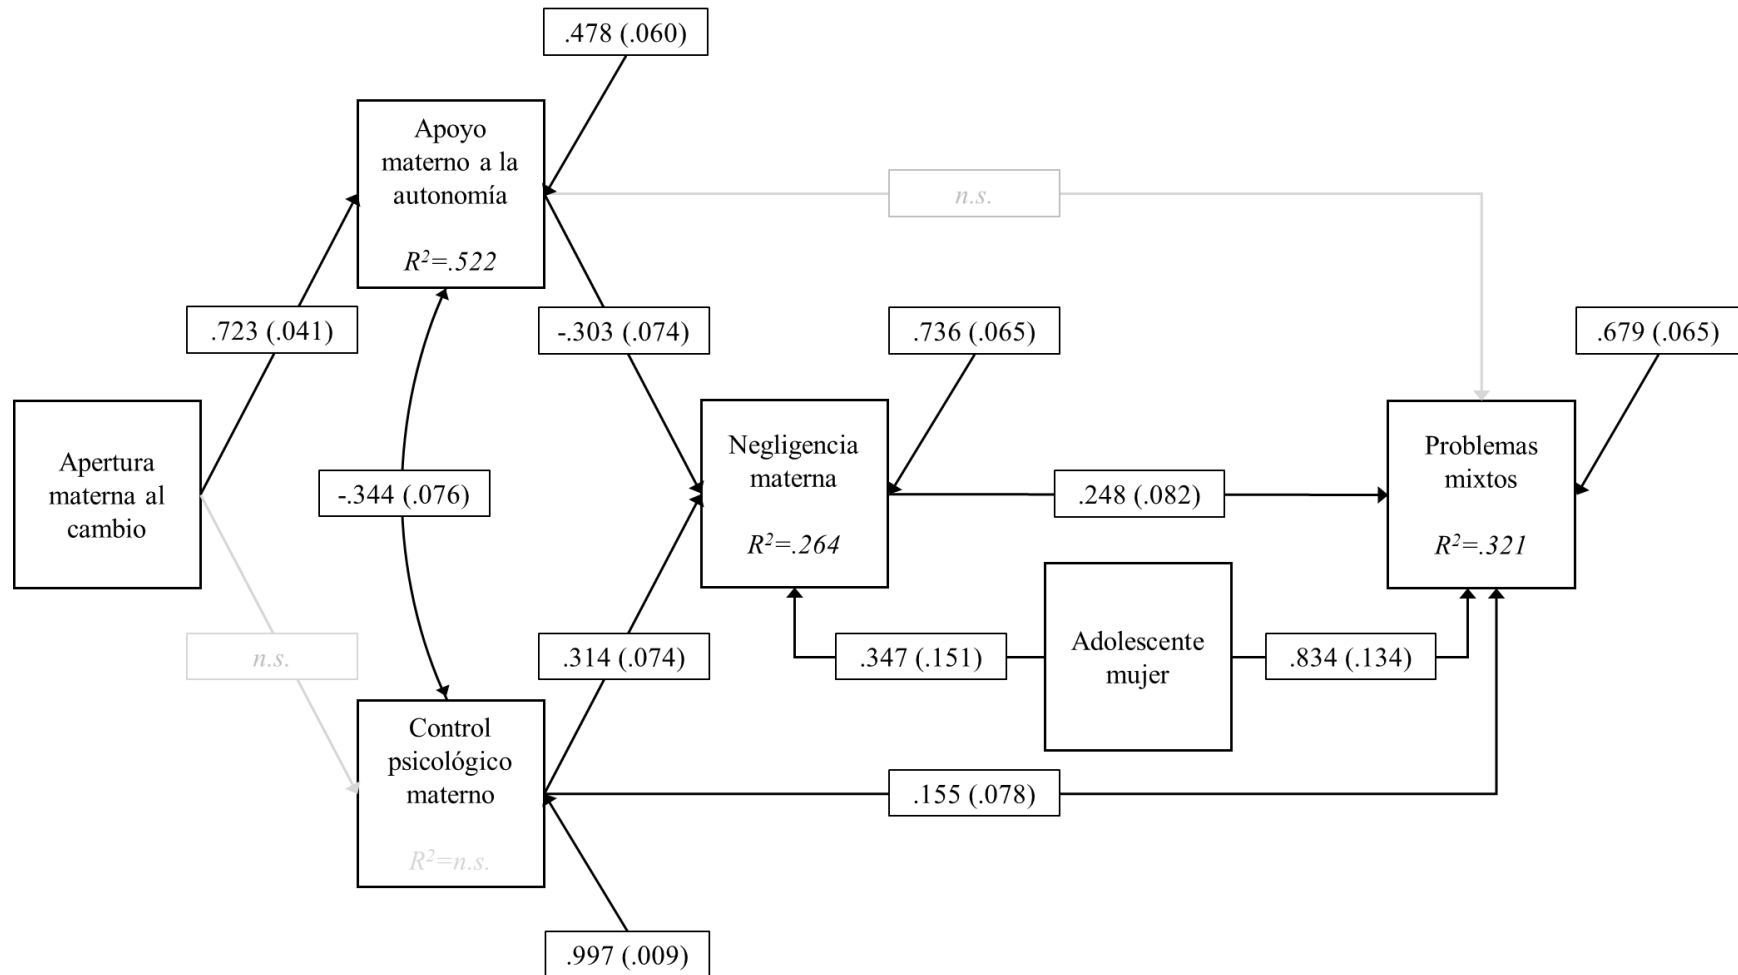 .478 (.060)
Apoyo
materno a la
autonomía
R²=.522
n.s.
.723 (.041)
-.303 (.074)
.736 (.065)
.679 (.065)
Apertura
materna al
cambio
-.344 (.076)
Negligencia
materna
R²=.264
.248 (.082)
Problemas
mixtos
R²=.321
n.s.
.314 (.074)
.347 (.151)
Adolescente
mujer
.834 (.134)
Control
psicológico
materno
R²=n.s.
.155 (.078)
.997 (.009)